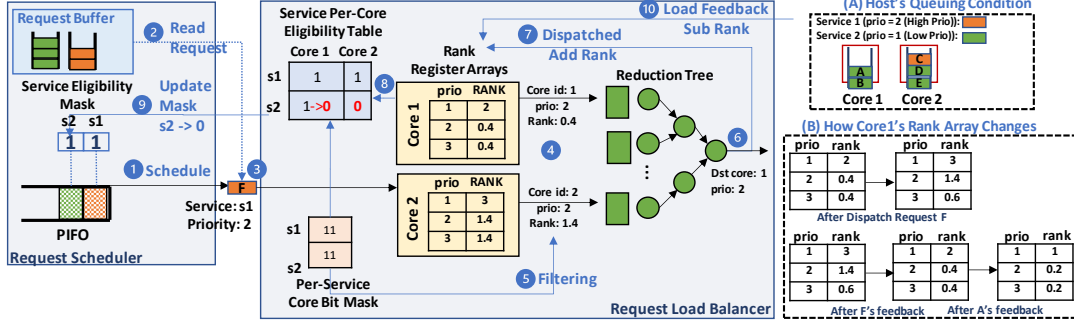 Request Buffer
2 Read
Request
Service Eligibility
Mask
s2 s1
1 1
9 Update
Mask
s2 -> 0
1 Schedule
PIFO
Request Scheduler
F
3
Service: s1
Priority: 2
Service Per-Core
Eligibility Table
Core 1 Core 2
s1 1 1
s2 1->0 0
8
s1 11
s2 11
Per-Service
Core Bit Mask
Rank
Register Arrays
Core 1
prio RANK
1 2
2 0.4
3 0.4
Core 2
prio RANK
1 3
2 1.4
3 1.4
Core id: 1
prio: 2
Rank: 0.4
4
Core id: 2
prio: 2
Rank: 1.4
5 Filtering
7 Dispatched
Add Rank
10 Load Feedback
Sub Rank
Reduction Tree
...
6
Dst core: 1
prio: 2
Request Load Balancer
(A) Host's Queuing Condition
Service 1 (prio = 2 (High Prio)):
Service 2 (prio = 1 (Low Prio)):
A
B
C
D
E
Core 1 Core 2
(B) How Core1's Rank Array Changes
prio rank
1 2
2 0.4
3 0.4
prio rank
1 3
2 0.4
3 0.6
After Dispatch Request F
prio rank
1 3
2 1.4
3 0.6
prio rank
1 2
2 0.4
3 0.4
prio rank
1 1
2 0.2
3 0.2
After F's feedback
After A's feedback